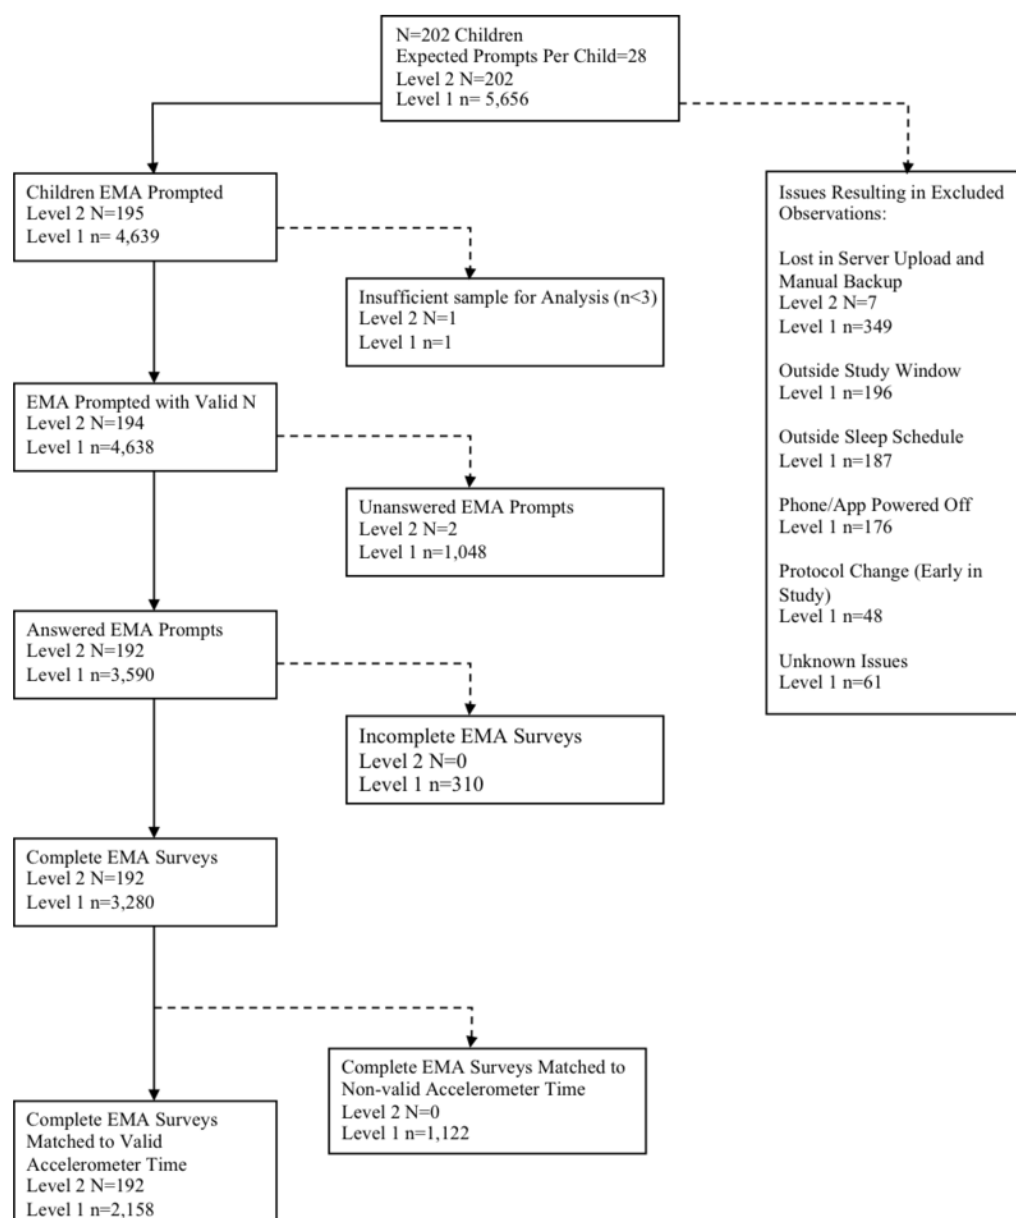 N=202 Children
Expected Prompts Per Child=28
Level 2 N=202
Level 1 n= 5,656
Children EMA Prompted
Level 2 N=195
Level 1 n= 4,639
Issues Resulting in Excluded
Observations:
Lost in Server Upload and
Manual Backup
Level 2 N=7
Level 1 n=349
Outside Study Window
Level 1 n=196
Outside Sleep Schedule
Level 1 n=187
Phone/App Powered Off
Level 1 n=176
Protocol Change (Early in
Study)
Level 1 n=48
Unknown Issues
Level 1 n=61
Insufficient sample for Analysis (n<3)
Level 2 N=1
Level 1 n=1
EMA Prompted with Valid N
Level 2 N=194
Level 1 n=4,638
Unanswered EMA Prompts
Level 2 N=2
Level 1 n=1,048
Answered EMA Prompts
Level 2 N=192
Level 1 n=3,590
Incomplete EMA Surveys
Level 2 N=0
Level 1 n=310
Complete EMA Surveys
Level 2 N=192
Level 1 n=3,280
Complete EMA Surveys Matched to
Non-valid Accelerometer Time
Level 2 N=0
Level 1 n=1,122
Complete EMA Surveys
Matched to Valid
Accelerometer Time
Level 2 N=192
Level 1 n=2,158